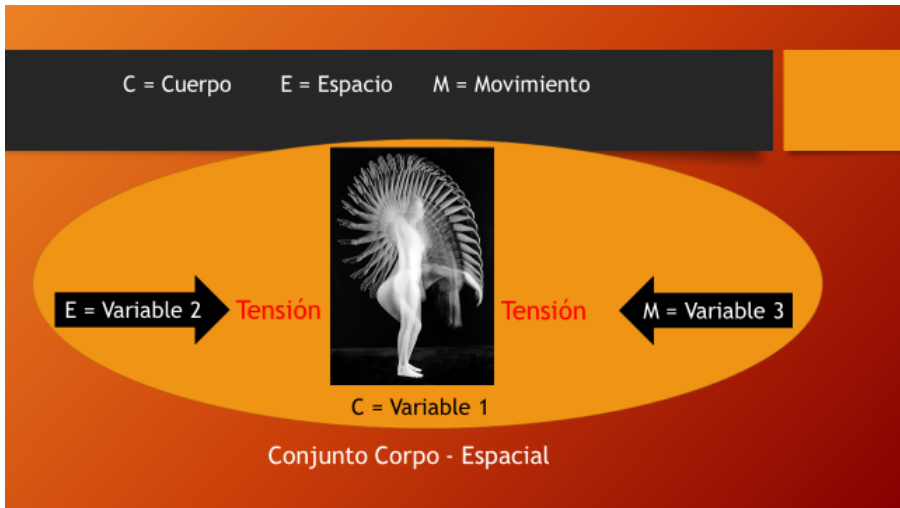 C = Cuerpo E = Espacio M = Movimiento
E = Variable 2
Tensión
Tensión
M = Variable 3
C = Variable 1
Conjunto Corpo - Espacial